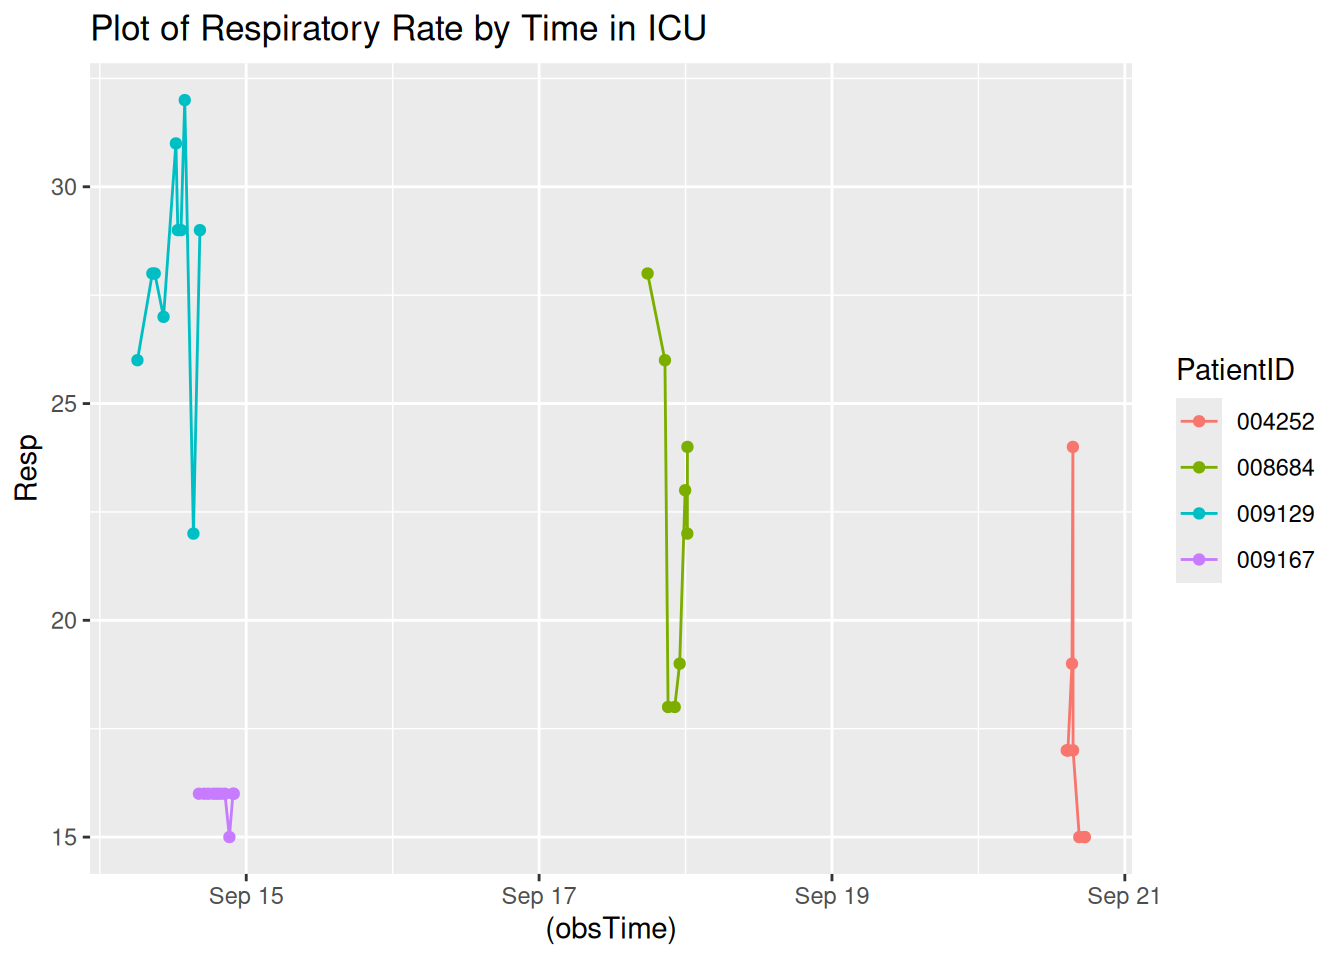 Plot of Respiratory Rate by Time in ICU
30
25
20
15
Resp
Sep 15
Sep 17
Sep 19
Sep 21
(obsTime)
PatientID
004252
008684
009129
009167